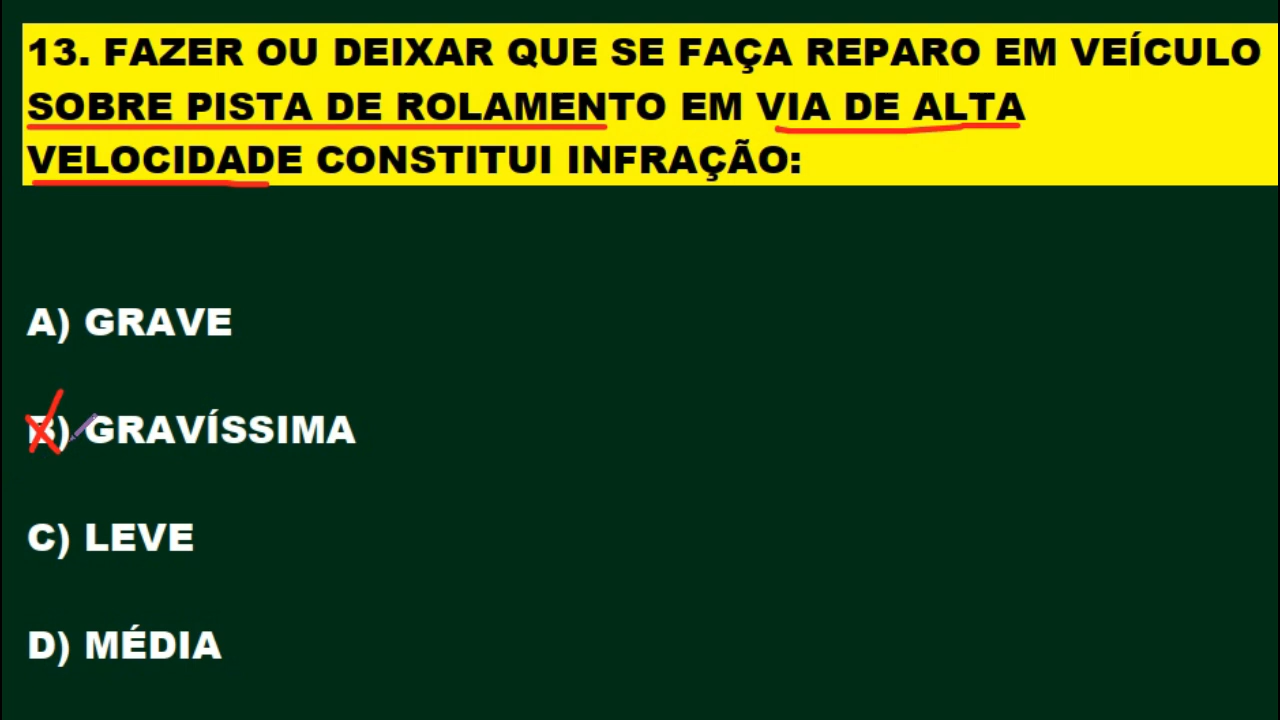 13. FAZER OU DEIXAR QUE SE FAÇA REPARO EM VEÍCULO
SOBRE PISTA DE ROLAMENTO EM VIA DE ALTA
VELOCIDADE CONSTITUI INFRAÇÃO:
A) GRAVE
B) GRAVÍSSIMA
C) LEVE
D) MÉDIA